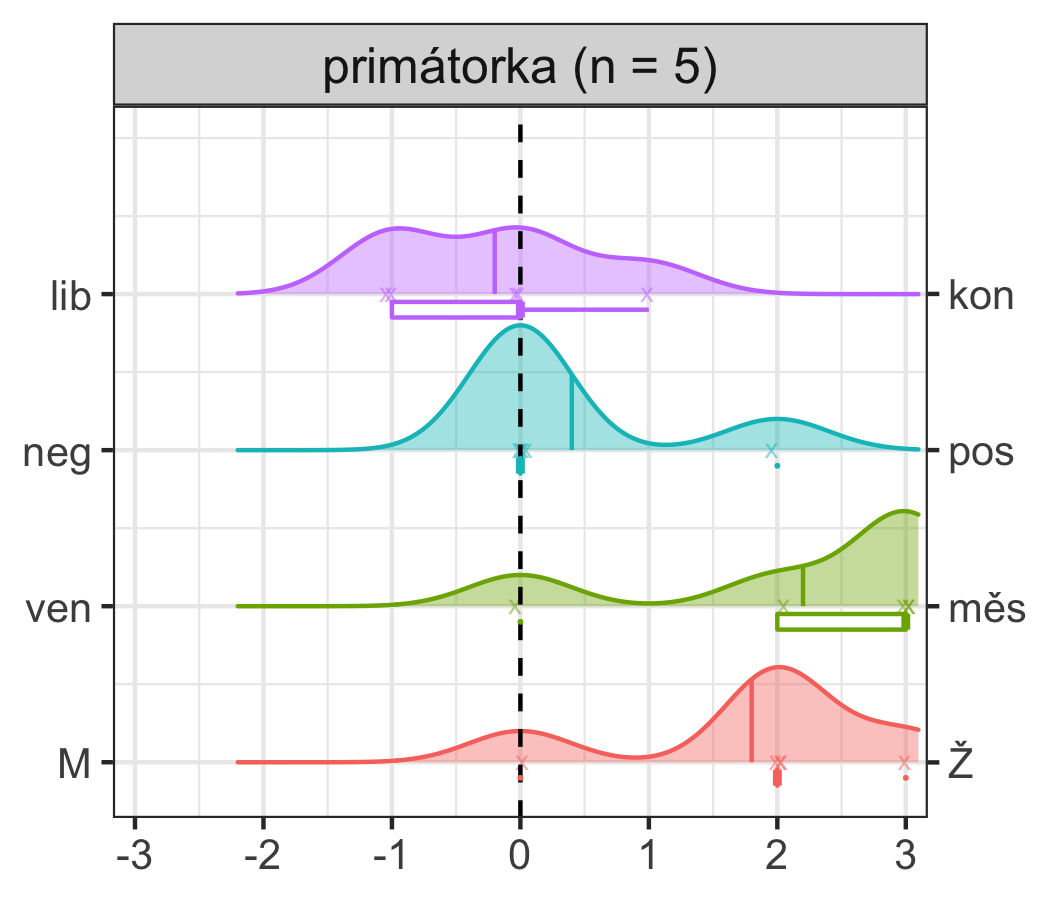 primátorka (n = 5)
lib kon
neg pos
ven měs
M Ž
-3 -2 -1 0 1 2 3